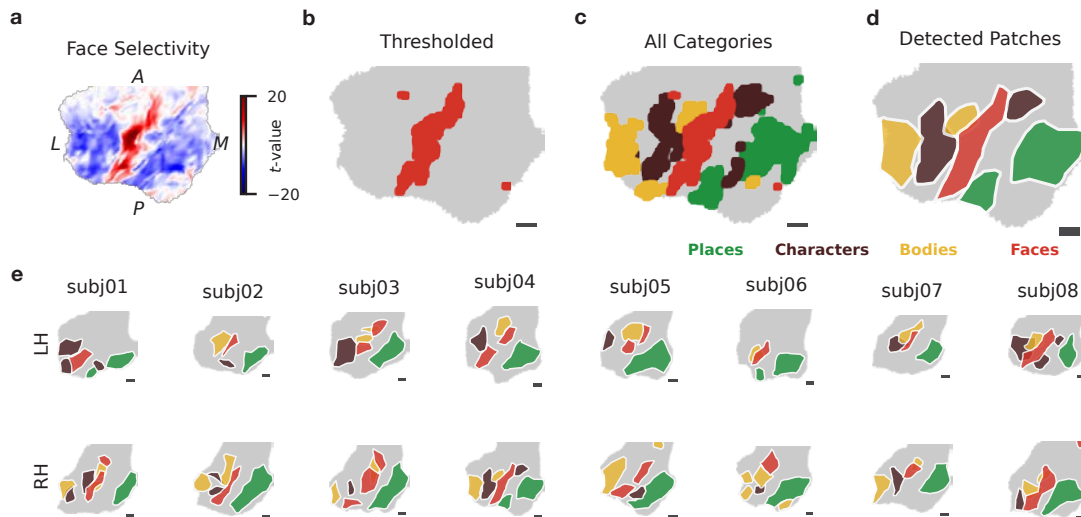 a
Face Selectivity
A
L
M
P
20
−20
t-value
b
Thresholded
c
All Categories
d
Detected Patches
Places Characters Bodies Faces
e
subj01 subj02 subj03 subj04 subj05 subj06 subj07 subj08
LH
RH